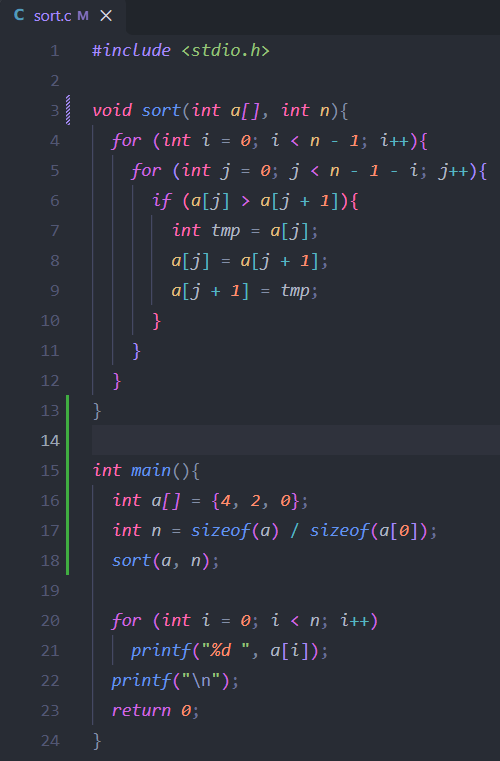 C sort.c M ×
1 #include <stdio.h>
2
3 void sort(int a[], int n){
4   for (int i = 0; i < n - 1; i++){
5     for (int j = 0; j < n - 1 - i; j++){
6       if (a[j] > a[j + 1]){
7         int tmp = a[j];
8         a[j] = a[j + 1];
9         a[j + 1] = tmp;
10       }
11     }
12   }
13 }
14
15 int main(){
16   int a[] = {4, 2, 0};
17   int n = sizeof(a) / sizeof(a[0]);
18   sort(a, n);
19
20   for (int i = 0; i < n; i++)
21     printf("%d ", a[i]);
22   printf("\n");
23   return 0;
24 }